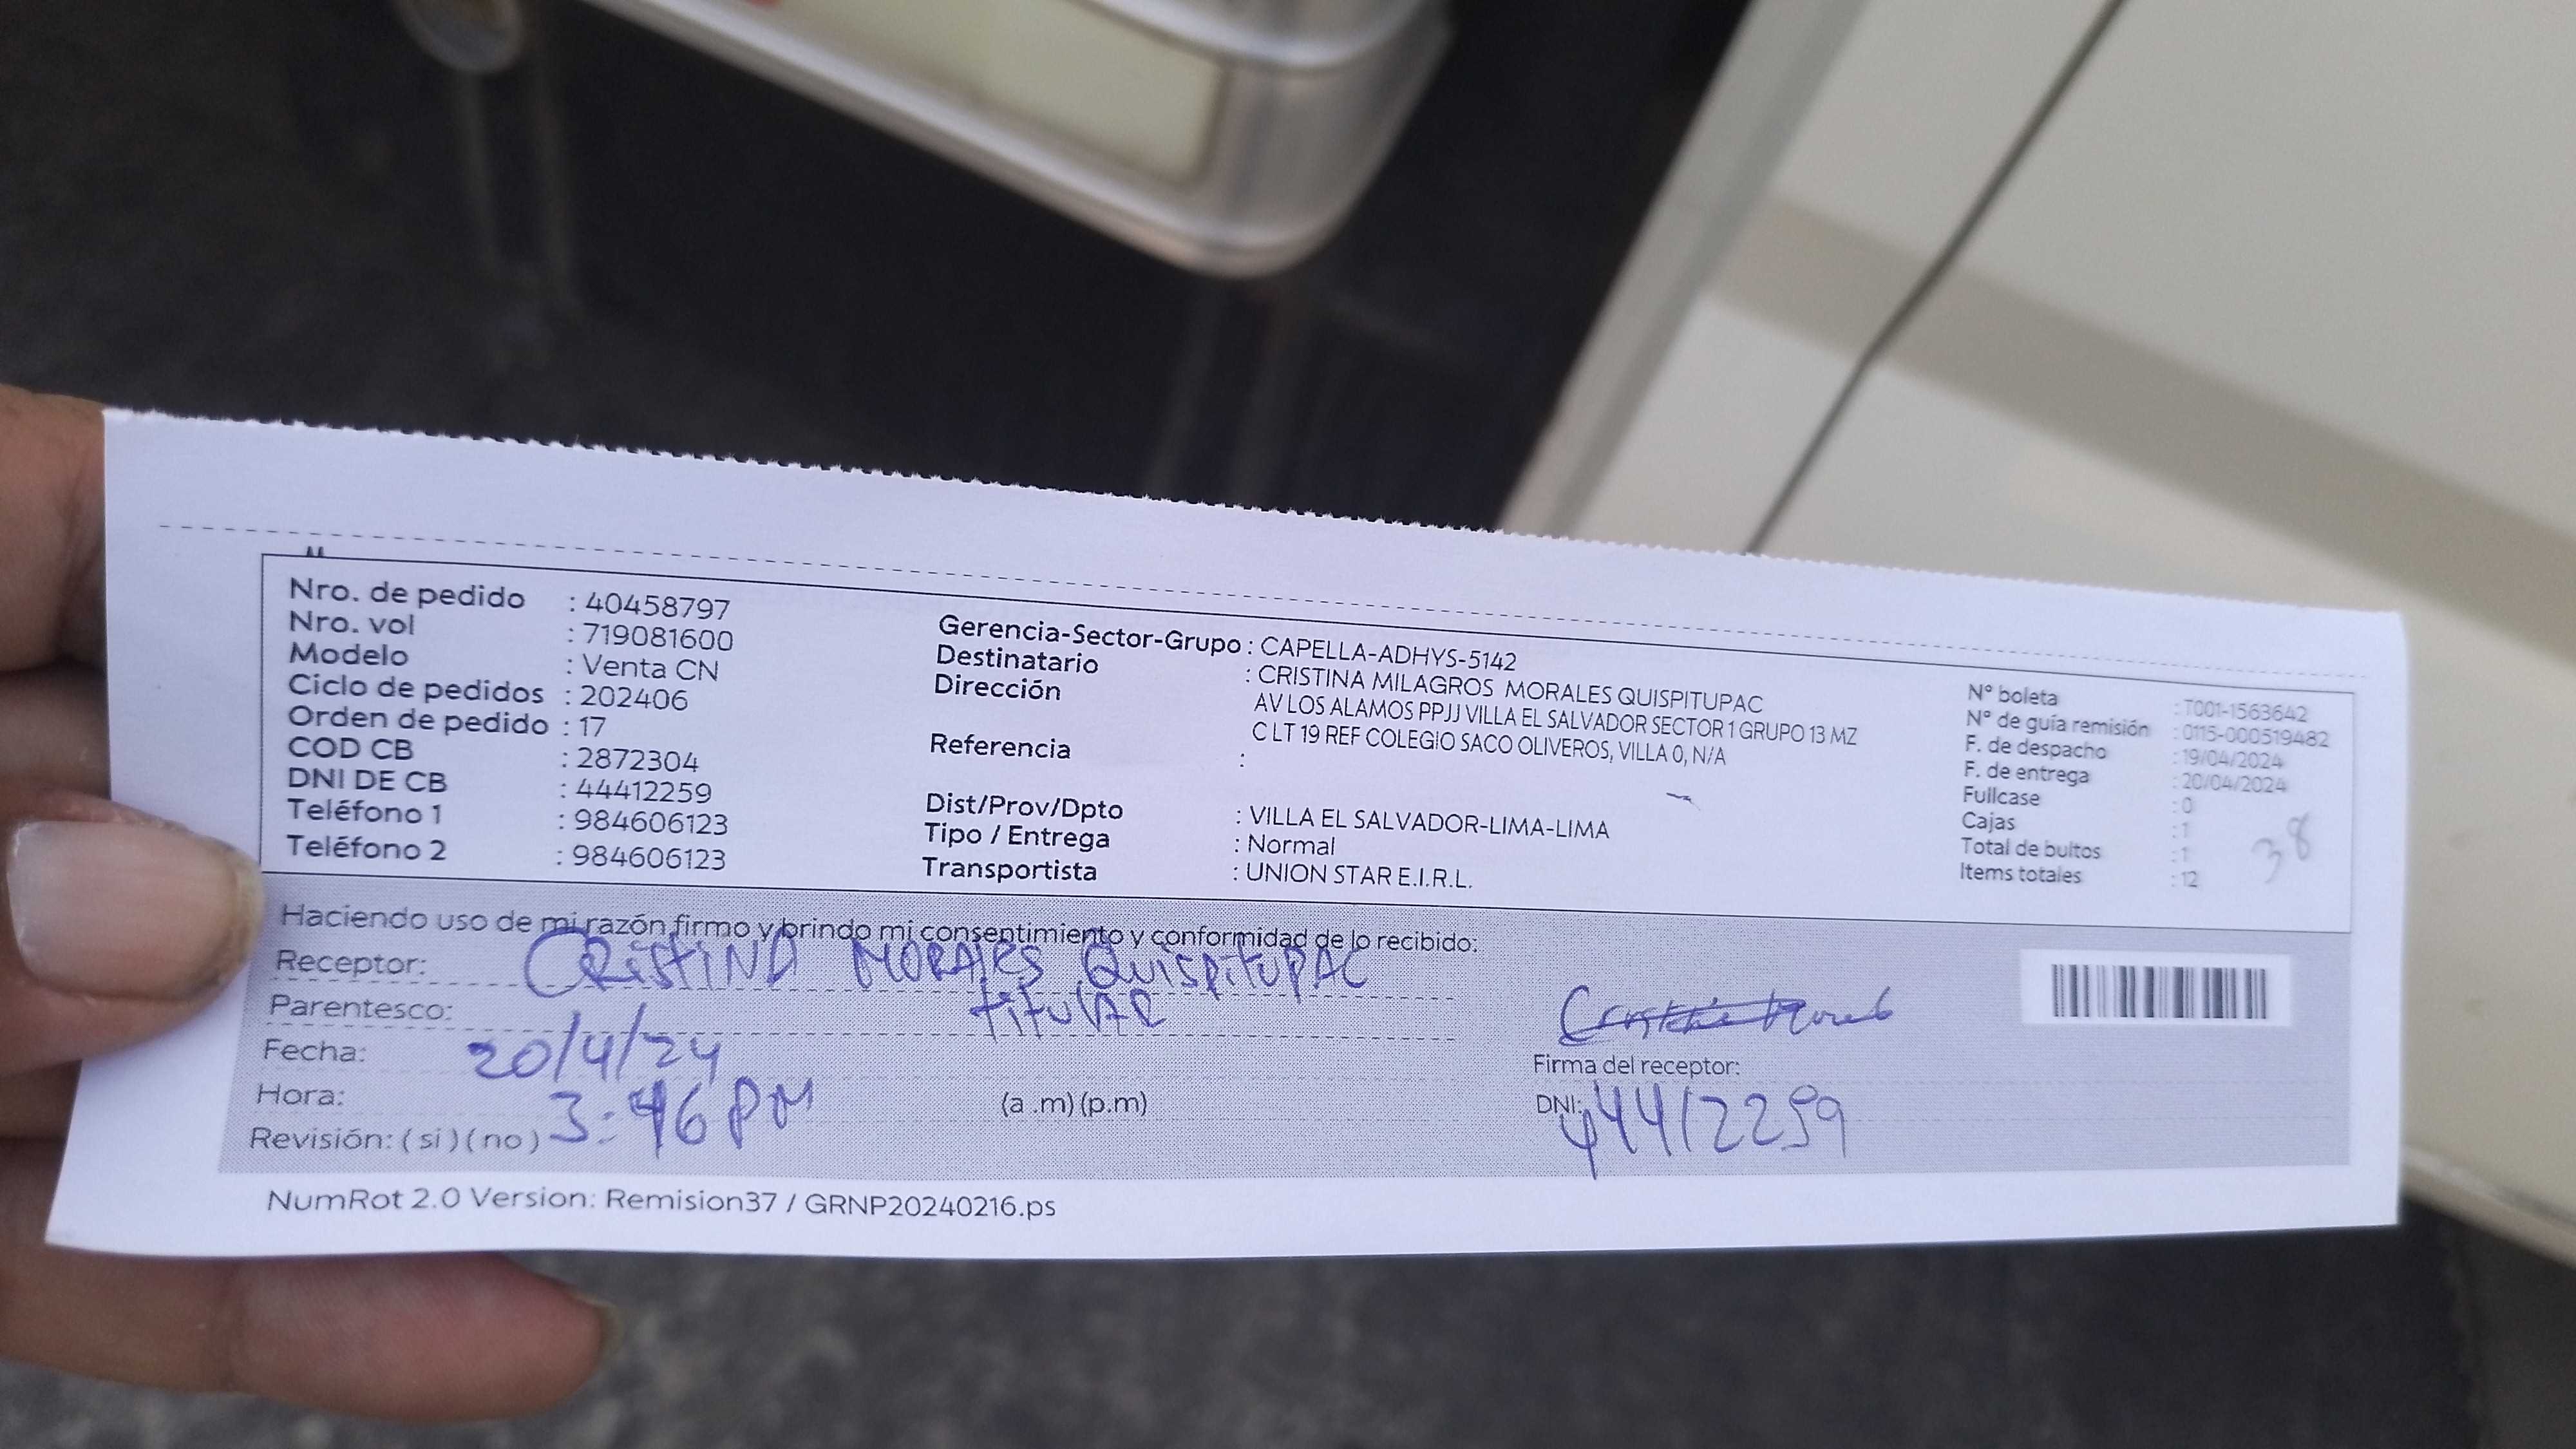 Nro. de pedido : 40458797
Nro. vol : 719081600
Modelo : Venta CN
Ciclo de pedidos : 202406
Orden de pedido : 17
COD CB : 2872304
DNI DE CB : 44412259
Teléfono 1 : 984606123
Teléfono 2 : 984606123
Gerencia-Sector-Grupo : CAPELLA-ADHYS-5142
Destinatario : CRISTINA MILAGROS MORALES QUISPITUPAC
Dirección AV LOS ALAMOS PPJJ VILLA EL SALVADOR SECTOR 1 GRUPO 13 MZ
C LT 19 REF COLEGIO SACO OLIVEROS, VILLA 0, N/A
Referencia :
Dist/Prov/Dpto : VILLA EL SALVADOR-LIMA-LIMA
Tipo / Entrega : Normal
Transportista : UNION STAR E.I.R.L.
N° boleta : T001-1563642
N° de guía remisión : 0115-000519482
F. de despacho : 19/04/2024
F. de entrega : 20/04/2024
Fullcase : 0
Cajas : 1
Total de bultos : 1
Items totales : 12
38
Haciendo uso de mi razón firmo y brindo mi consentimiento y conformidad de lo recibido:
Receptor: CRistiNA MORAlES QuispituPAC
Parentesco: titulAR
Fecha: 20/4/24
Hora: 3:46 PM (a .m) (p.m)
Revisión: ( si ) ( no )
Firma del receptor:
DNI: 44412259
NumRot 2.0 Version: Remision37 / GRNP20240216.ps